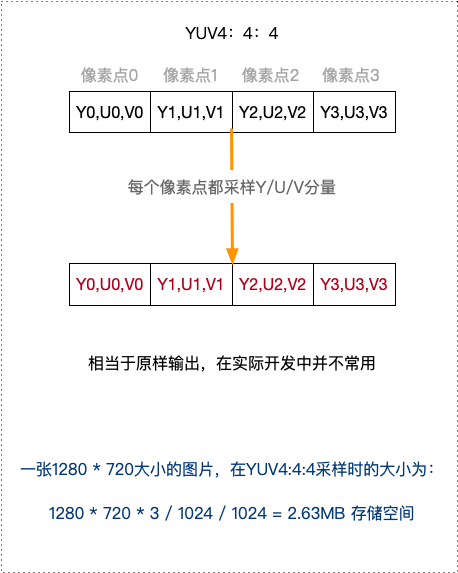 YUV4：4：4
像素点0 像素点1 像素点2 像素点3
Y0,U0,V0 Y1,U1,V1 Y2,U2,V2 Y3,U3,V3
每个像素点都采样Y/U/V分量
Y0,U0,V0 Y1,U1,V1 Y2,U2,V2 Y3,U3,V3
相当于原样输出，在实际开发中并不常用
一张1280 * 720大小的图片，在YUV4:4:4采样时的大小为：
1280 * 720 * 3 / 1024 / 1024 = 2.63MB 存储空间